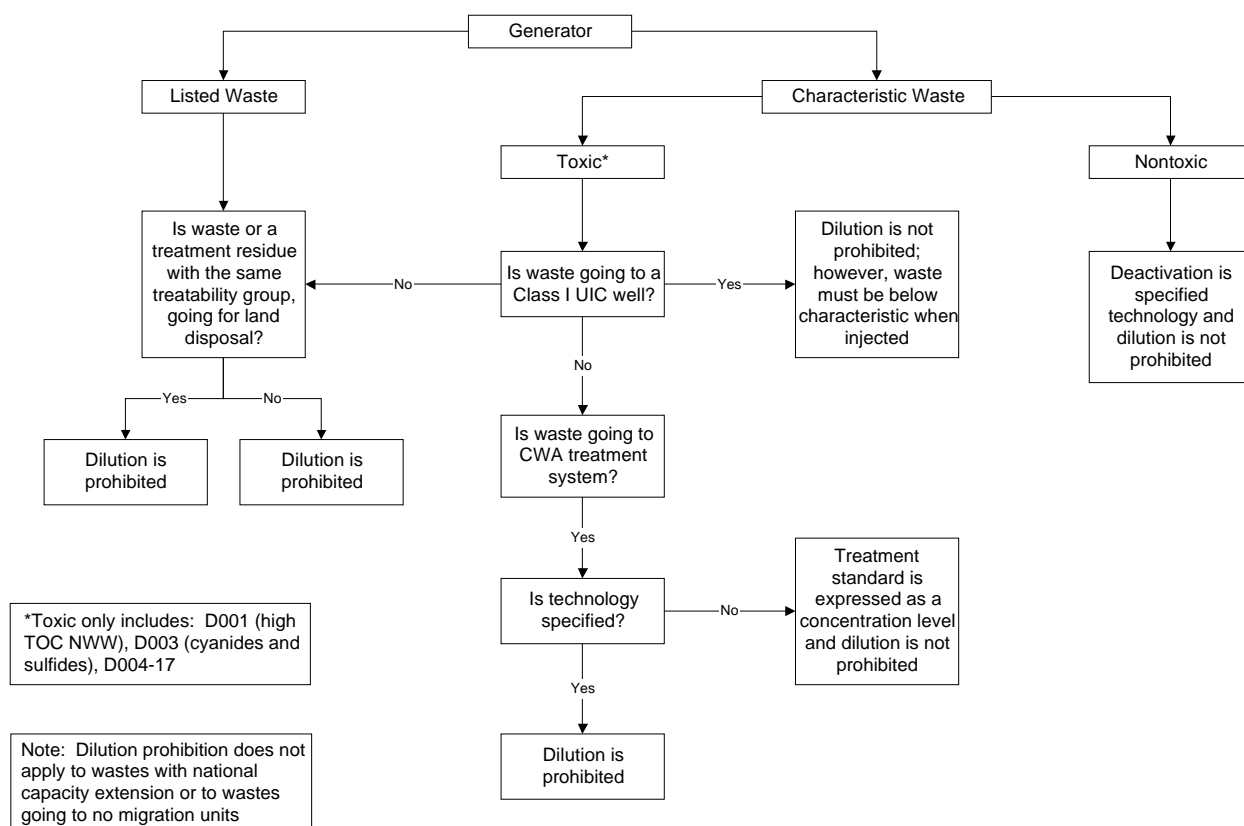 Generator
Listed Waste
Characteristic Waste
Toxic*
Nontoxic
Is waste or a
treatment residue
with the same
treatability group,
going for land
disposal?
No
Is waste going to a
Class I UIC well?
Yes
Dilution is not
prohibited;
however, waste
must be below
characteristic when
injected
Deactivation is
specified
technology and
dilution is not
prohibited
Yes
No
No
Dilution is
prohibited
Dilution is
prohibited
Is waste going to
CWA treatment
system?
Yes
Is technology
specified?
No
Treatment
standard is
expressed as a
concentration level
and dilution is not
prohibited
Yes
Dilution is
prohibited
*Toxic only includes: D001 (high
TOC NWW), D003 (cyanides and
sulfides), D004-17
Note: Dilution prohibition does not
apply to wastes with national
capacity extension or to wastes
going to no migration units